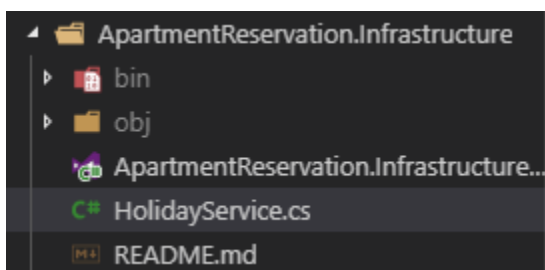 ApartmentReservation.Infrastructure
bin
obj
ApartmentReservation.Infrastructure...
C# HolidayService.cs
M↓ README.md